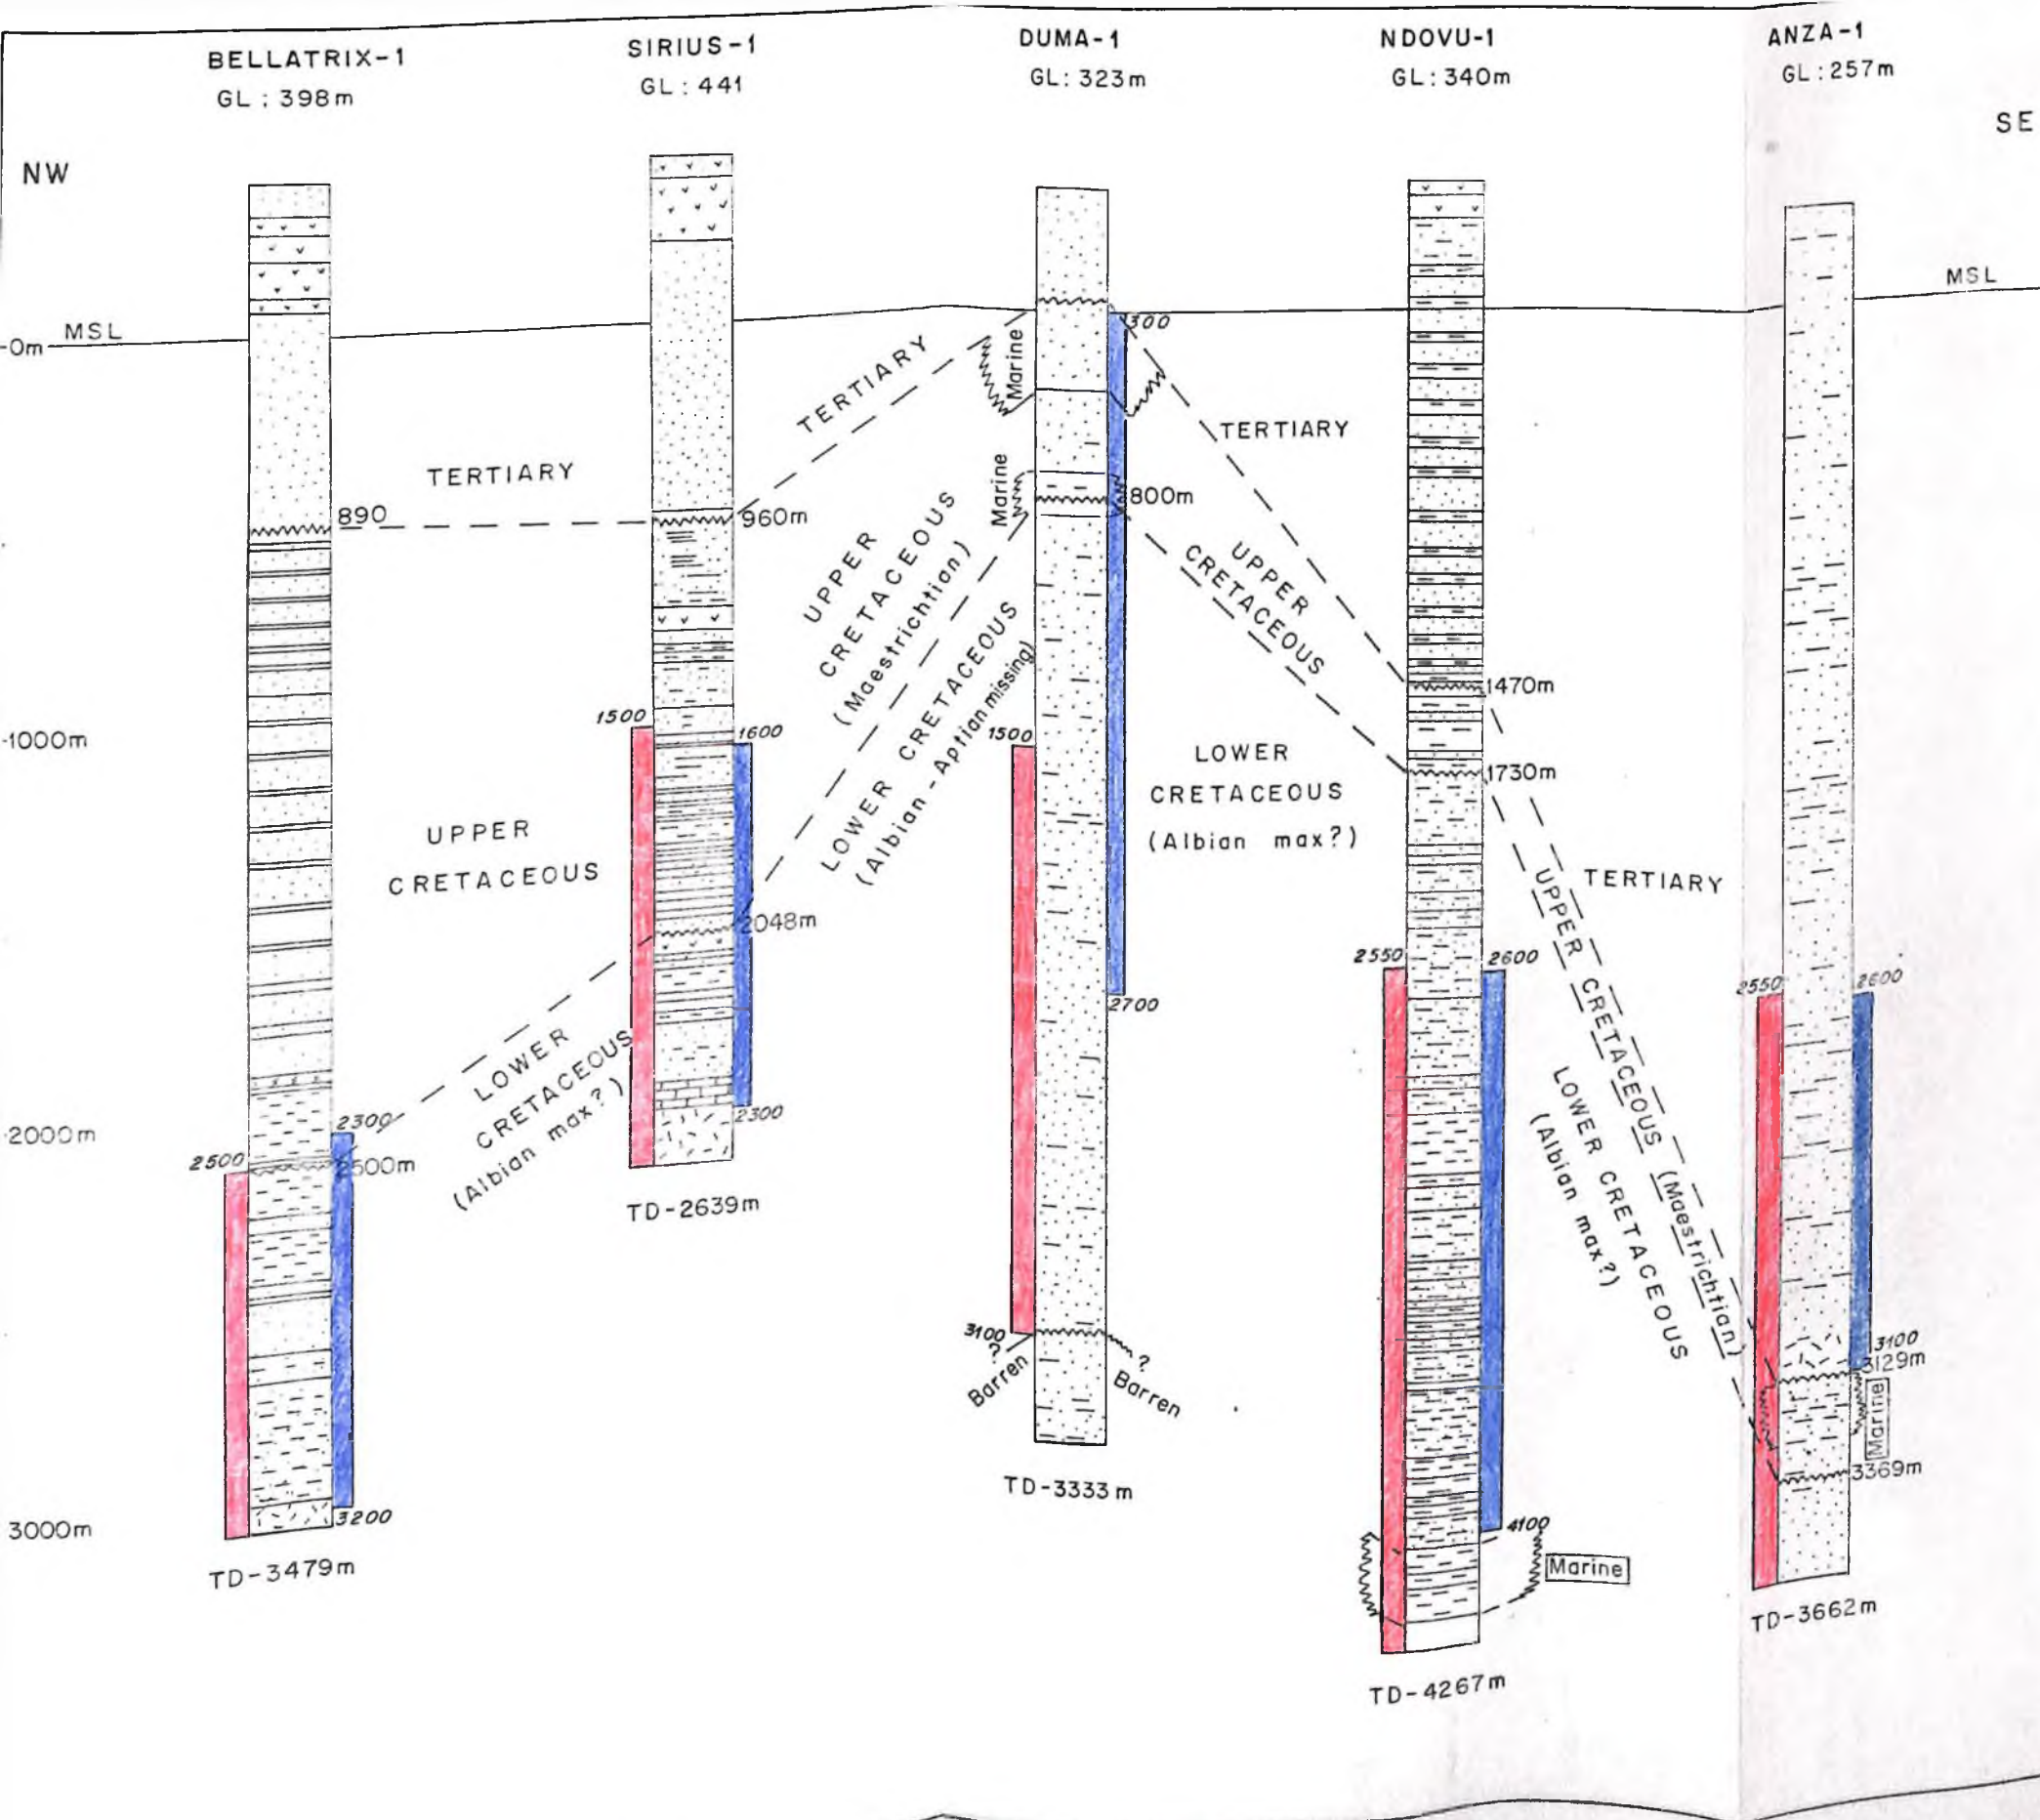 BELLATRIX-1
GL : 398m
SIRIUS-1
GL : 441
DUMA-1
GL: 323m
NDOVU-1
GL: 340m
ANZA-1
GL: 257m
NW
SE
MSL
MSL
-0m
-1000m
2000m
3000m
890
TERTIARY
960m
TERTIARY
Marine
300
TERTIARY
Marine
800m
UPPER
CRETACEOUS
UPPER
CRETACEOUS
(Maestrichtian)
LOWER CRETACEOUS
(Albian - Aptian missing)
UPPER
CRETACEOUS
1470m
1730m
1500
1600
1500
LOWER
CRETACEOUS
(Albian max?)
TERTIARY
2048m
2550
2600
2550
2600
2700
UPPER CRETACEOUS (Maestrichtian)
LOWER CRETACEOUS
(Albian max?)
LOWER
CRETACEOUS
(Albian max?)
2300
2500
2500m
2300
TD-2639m
3100
?
Barren
?
Barren
3100
3129m
Marine
3369m
3200
TD-3479m
TD-3333m
4100
Marine
TD-3662m
TD-4267m